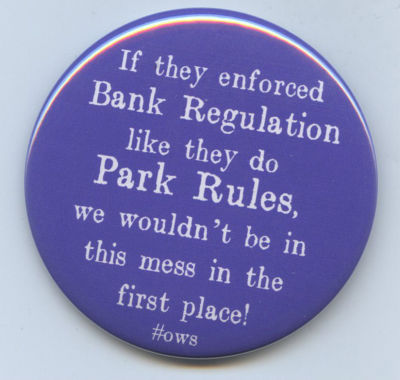 If they enforced
Bank Regulation
like they do
Park Rules,
we wouldn't be in
this mess in the
first place!
#ows